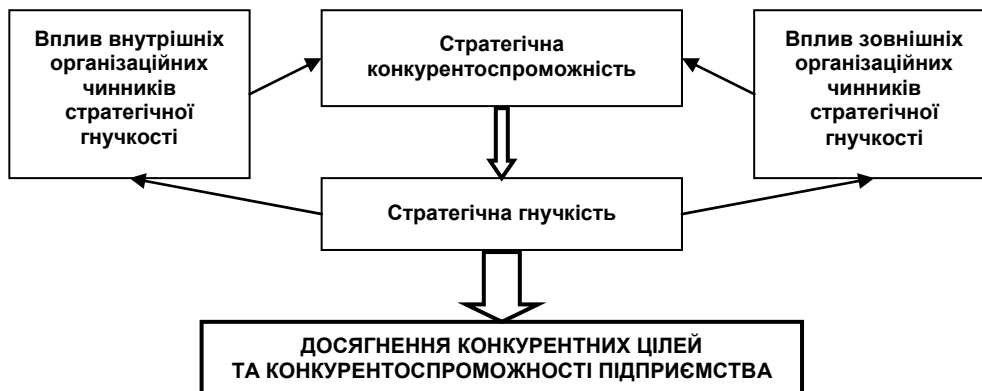 Вплив внутрішніх
організаційних
чинників
стратегічної
гнучкості
Стратегічна
конкурентоспроможність
Вплив зовнішніх
організаційних
чинників
стратегічної
гнучкості
Стратегічна гнучкість
ДОСЯГНЕННЯ КОНКУРЕНТНИХ ЦІЛЕЙ
ТА КОНКУРЕНТОСПРОМОЖНОСТІ ПІДПРИЄМСТВА